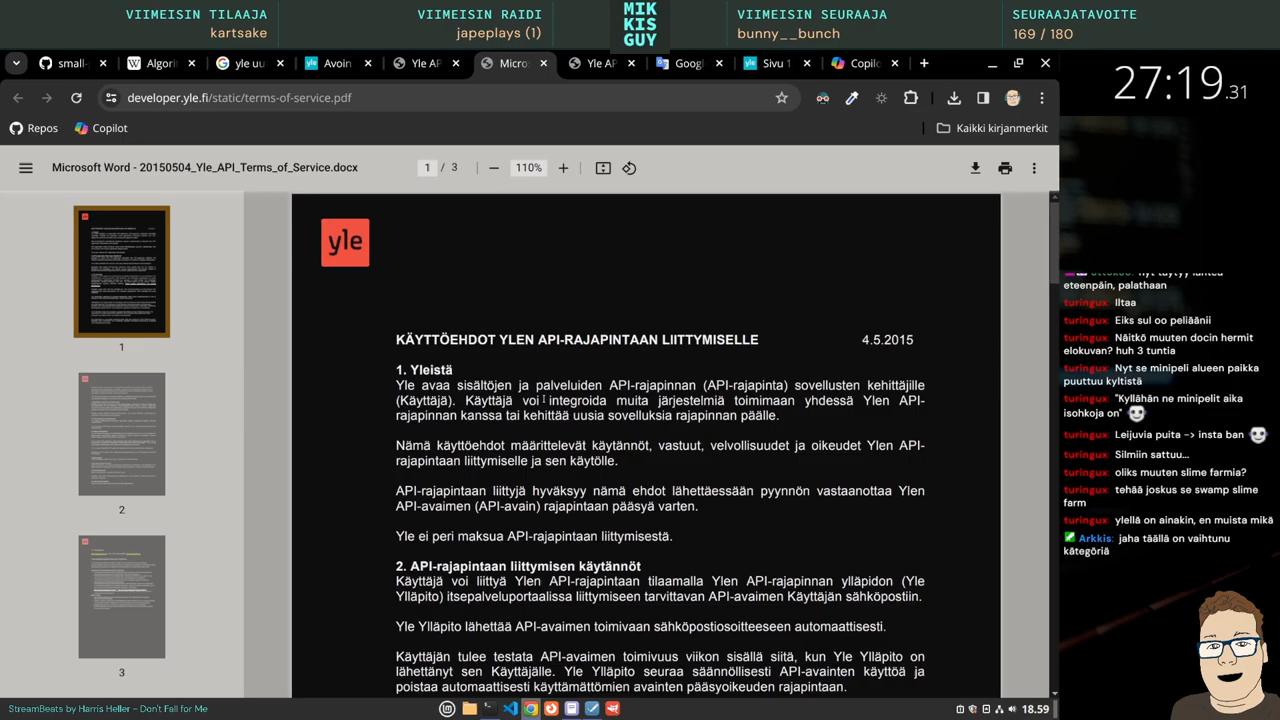 VIIMEISIN TILAAJA
kartsake
VIIMEISIN RAIDI
japeplays (1)
MIK
KIS
GUY
VIIMEISIN SEURAAJA
bunny__bunch
SEURAAJATAVOITE
169 / 180
small-
Algorit
yle uu
Avoin
Yle AP
Micro
Yle AP
Googl
Sivu 1
Copilo
27:19.31
developer.yle.fi/static/terms-of-service.pdf
Repos
Copilot
Kaikki kirjanmerkit
Microsoft Word - 20150504_Yle_API_Terms_of_Service.docx
1 / 3
110%
1
2
3
yle
KÄYTTÖEHDOT YLEN API-RAJAPINTAAN LIITTYMISELLE 4.5.2015
1. Yleistä
Yle avaa sisältöjen ja palveluiden API-rajapinnan (API-rajapinta) sovellusten kehittäjille
(Käyttäjä). Käyttäjä voi integroida muita järjestelmiä toimimaan yhdessä Ylen API-
rajapinnan kanssa tai kehittää uusia sovelluksia rajapinnan päälle.
Nämä käyttöehdot määrittelevät käytännöt, vastuut, velvollisuudet ja oikeudet Ylen API-
rajapintaan liittymisellä ja sen käytölle.
API-rajapintaan liittyjä hyväksyy nämä ehdot lähettäessään pyynnön vastaanottaa Ylen
API-avaimen (API-avain) rajapintaan pääsyä varten.
Yle ei peri maksua API-rajapintaan liittymisestä.
2. API-rajapintaan liittymisen käytännöt
Käyttäjä voi liittyä Ylen API-rajapintaan tilaamalla Ylen API-rajapinnan ylläpidon (Yle
Ylläpito) itsepalveluportaalissa liittymiseen tarvittavan API-avaimen käyttäjän sähköpostiin.
Yle Ylläpito lähettää API-avaimen toimivaan sähköpostiosoitteeseen automaattisesti.
Käyttäjän tulee testata API-avaimen toimivuus viikon sisällä siitä, kun Yle Ylläpito on
lähettänyt sen Käyttäjälle. Yle Ylläpito seuraa säännöllisesti API-avainten käyttöä ja
poistaa automaattisesti käyttämättömien avainten pääsyoikeuden rajapintaan.
eteenpäin, palathaan
turingux: Iltaa
turingux: Eiks sul oo peliäänii
turingux: Näitkö muuten docin hermit
elokuvan? huh 3 tuntia
turingux: Nyt se minipeli alueen paikka
puuttuu kyltistä
turingux: "Kyllähän ne minipelit aika
isohkoja on"
turingux: Leijuvia puita -> insta ban
turingux: Silmiin sattuu...
turingux: oliks muuten slime farmia?
turingux: tehää joskus se swamp slime
farm
turingux: ylellä on ainakin, en muista mikä
Arkkis: jaha täällä on vaihtunu
kätegöriä
StreamBeats by Harris Heller – Don't Fall for Me
18.59